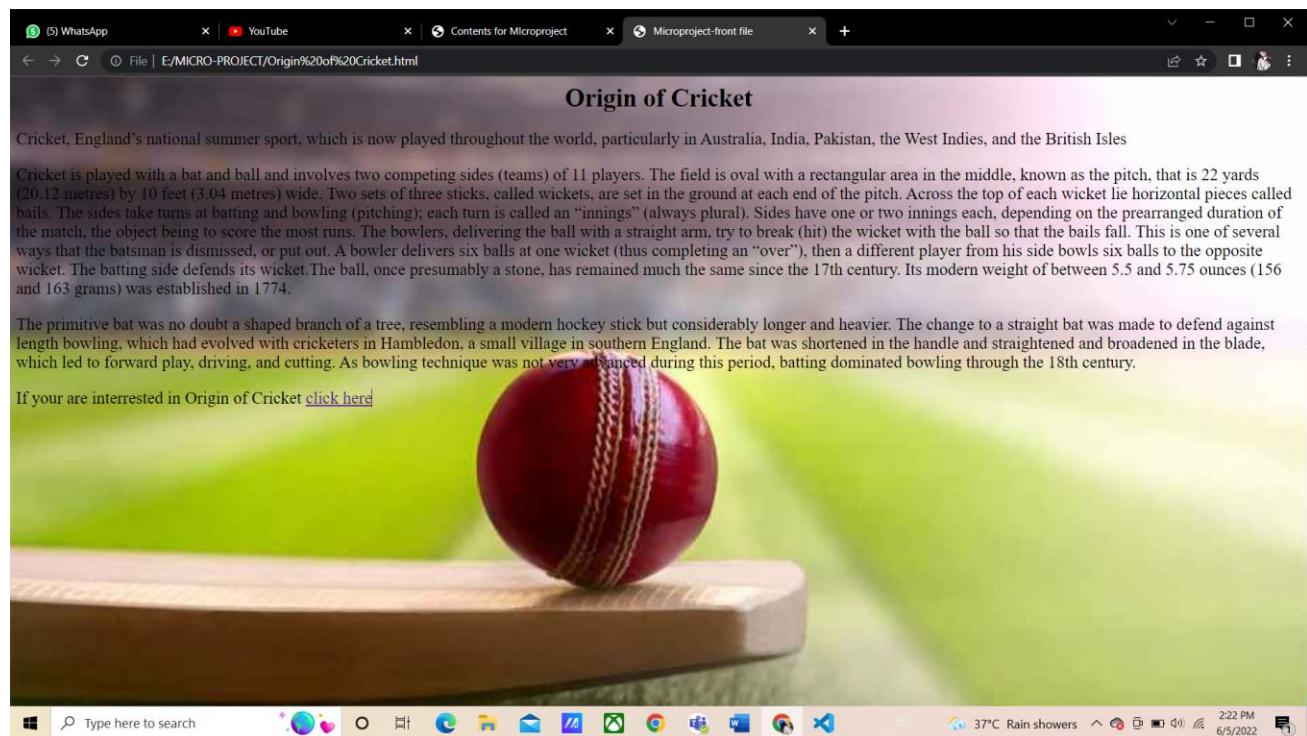 (5) WhatsApp
YouTube
Contents for MIcroproject
Microproject-front file
File | E:/MICRO-PROJECT/Origin%20of%20Cricket.html
Origin of Cricket
Cricket, England’s national summer sport, which is now played throughout the world, particularly in Australia, India, Pakistan, the West Indies, and the British Isles
Cricket is played with a bat and ball and involves two competing sides (teams) of 11 players. The field is oval with a rectangular area in the middle, known as the pitch, that is 22 yards
(20.12 metres) by 10 feet (3.04 metres) wide. Two sets of three sticks, called wickets, are set in the ground at each end of the pitch. Across the top of each wicket lie horizontal pieces called
bails. The sides take turns at batting and bowling (pitching); each turn is called an “innings” (always plural). Sides have one or two innings each, depending on the prearranged duration of
the match, the object being to score the most runs. The bowlers, delivering the ball with a straight arm, try to break (hit) the wicket with the ball so that the bails fall. This is one of several
ways that the batsman is dismissed, or put out. A bowler delivers six balls at one wicket (thus completing an “over”), then a different player from his side bowls six balls to the opposite
wicket. The batting side defends its wicket.The ball, once presumably a stone, has remained much the same since the 17th century. Its modern weight of between 5.5 and 5.75 ounces (156
and 163 grams) was established in 1774.
The primitive bat was no doubt a shaped branch of a tree, resembling a modern hockey stick but considerably longer and heavier. The change to a straight bat was made to defend against
length bowling, which had evolved with cricketers in Hambledon, a small village in southern England. The bat was shortened in the handle and straightened and broadened in the blade,
which led to forward play, driving, and cutting. As bowling technique was not very advanced during this period, batting dominated bowling through the 18th century.
If your are interrested in Origin of Cricket click here
Type here to search
37°C Rain showers
2:22 PM
6/5/2022